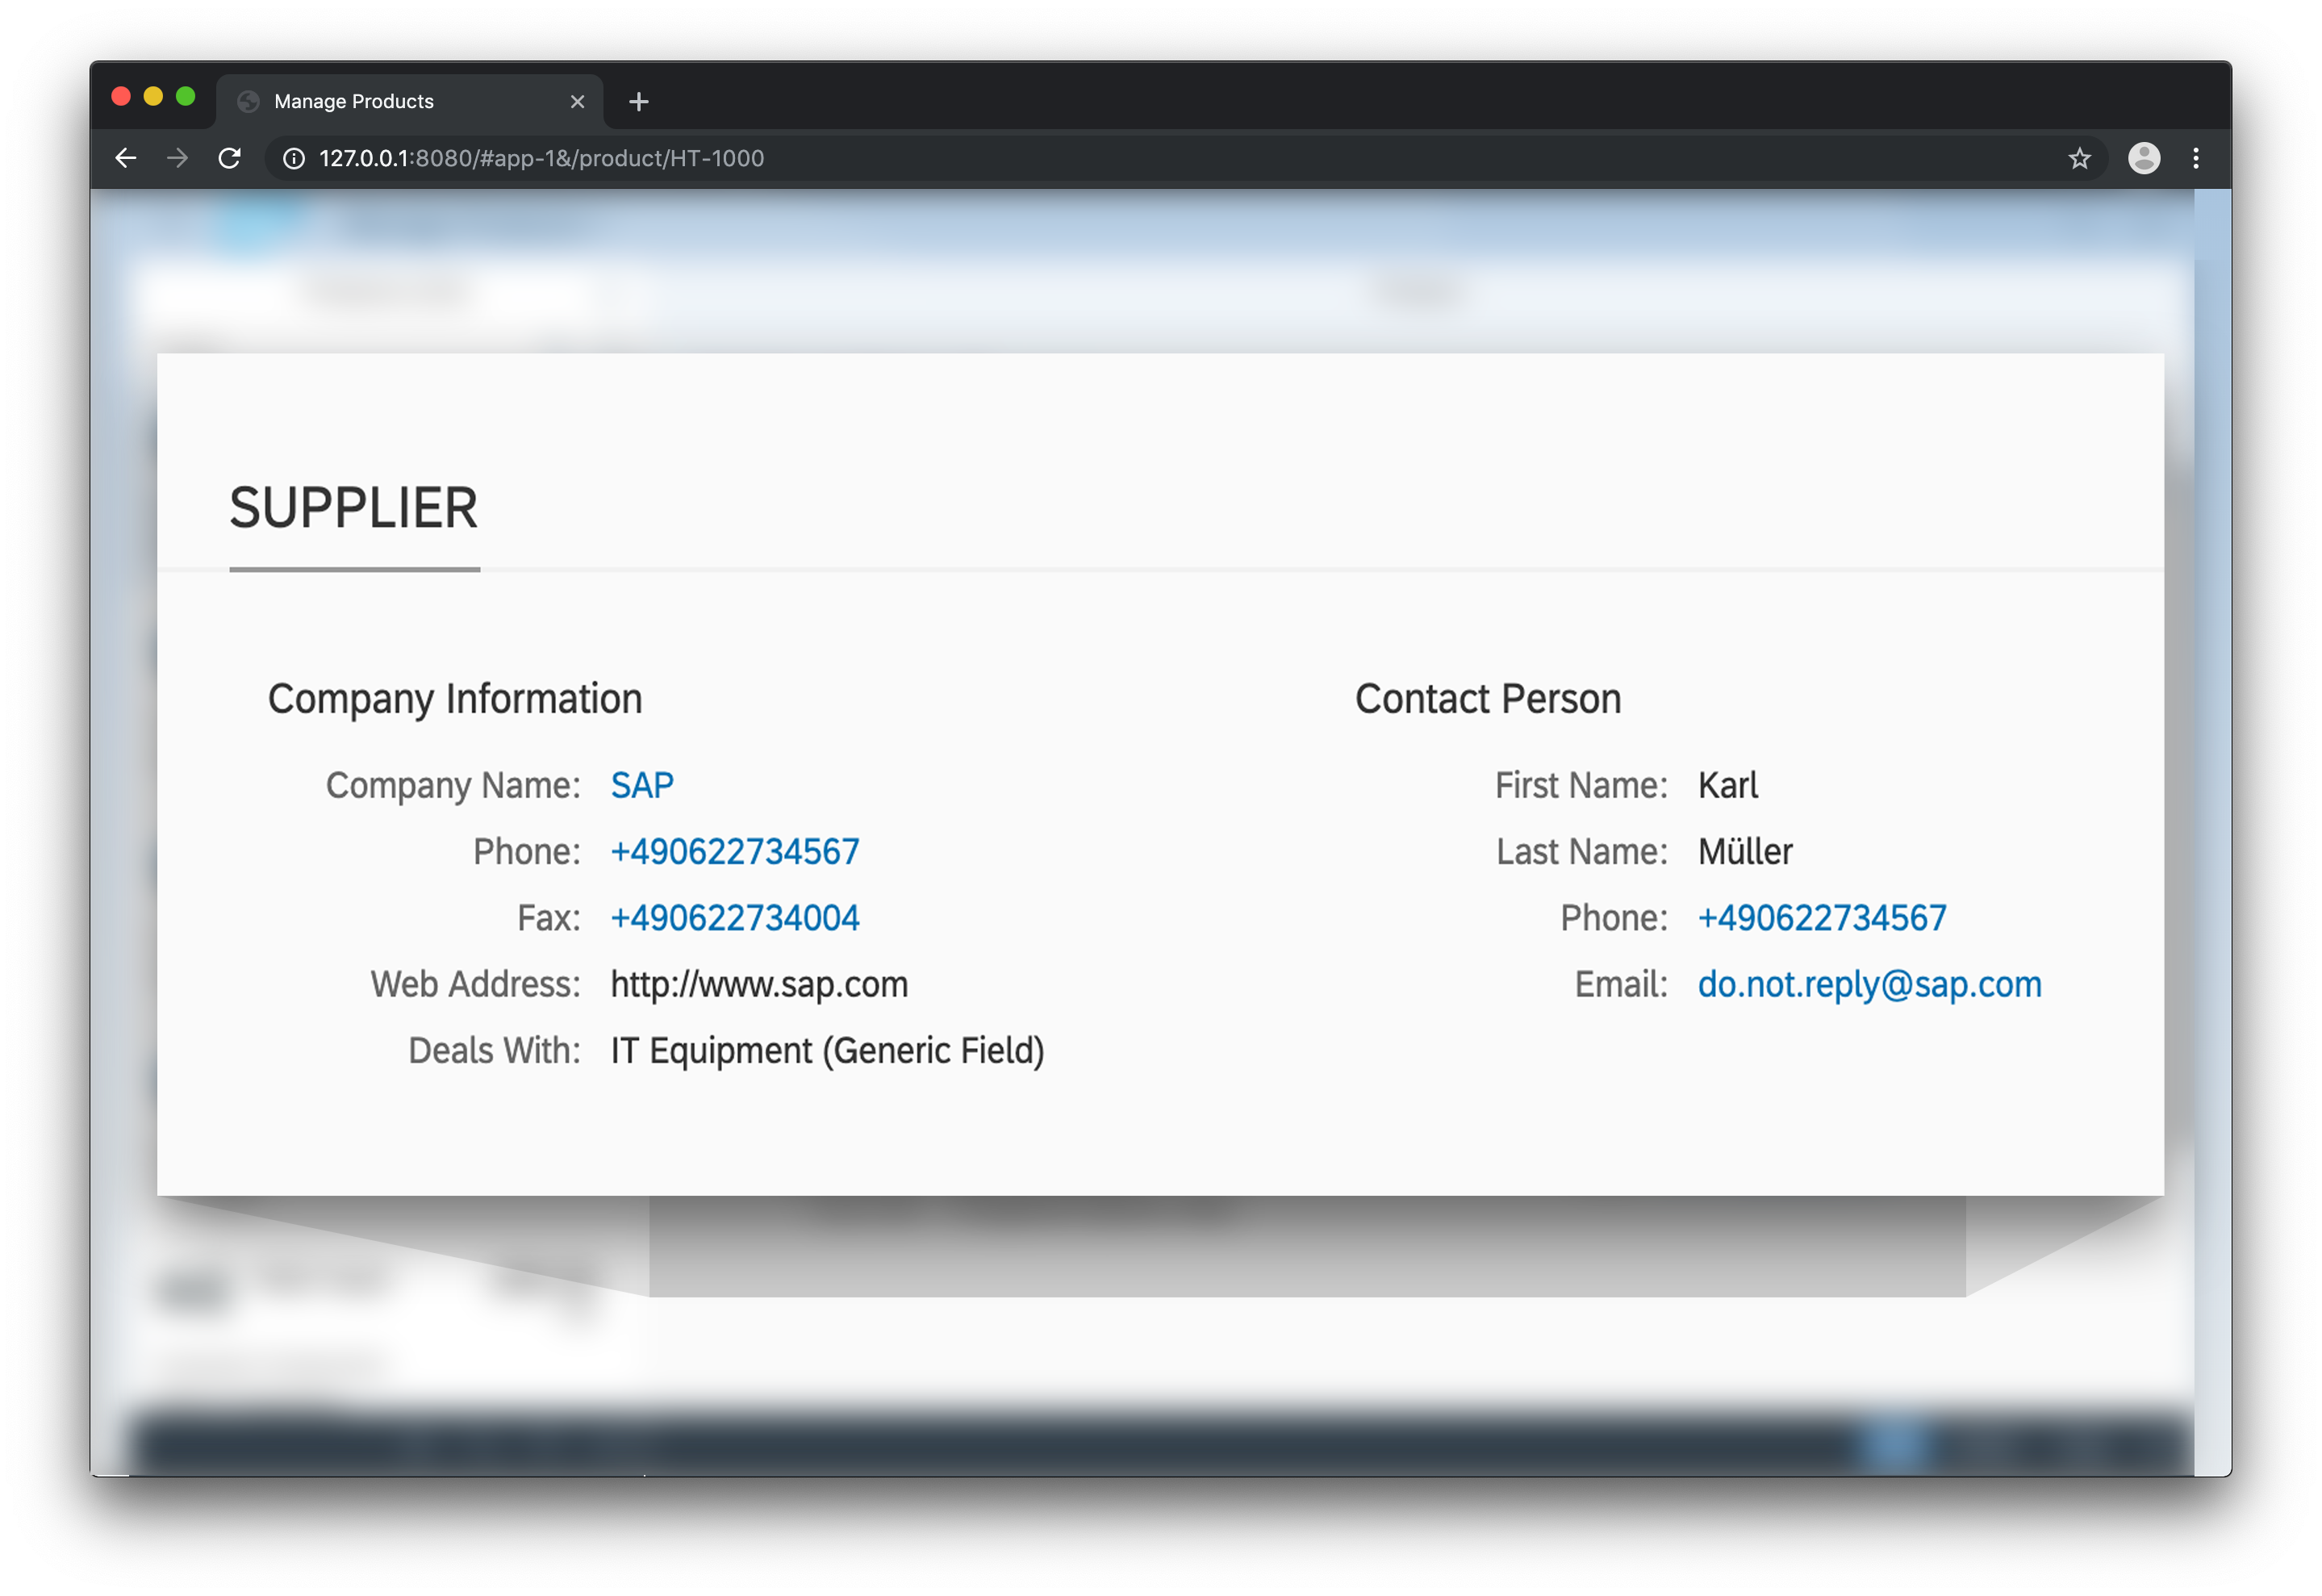 Manage Products
127.0.0.1:8080/#app-1&/product/HT-1000
SUPPLIER
Company Information
Company Name: SAP
Phone: +490622734567
Fax: +490622734004
Web Address: http://www.sap.com
Deals With: IT Equipment (Generic Field)
Contact Person
First Name: Karl
Last Name: Müller
Phone: +490622734567
Email: do.not.reply@sap.com